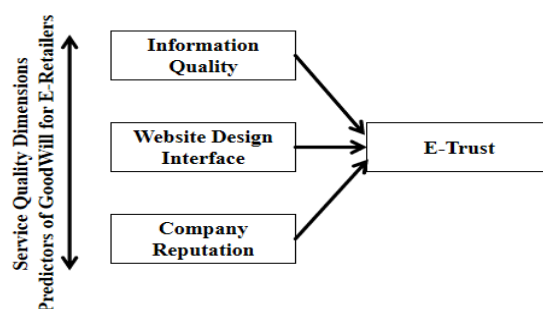 Service Quality Dimensions
Predictors of GoodWill for E-Retailers
Information
Quality
Website Design
Interface
Company
Reputation
E-Trust